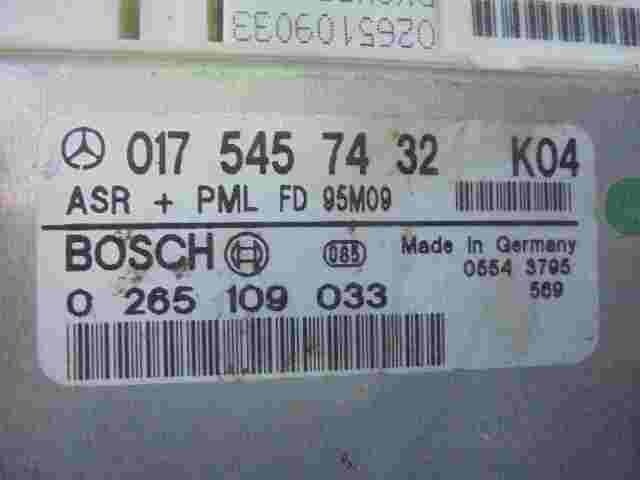 0265109033
017 545 74 32 K04
ASR + PML FD 95M09
BOSCH 085 Made In Germany
0 265 109 033 0554 3795
569